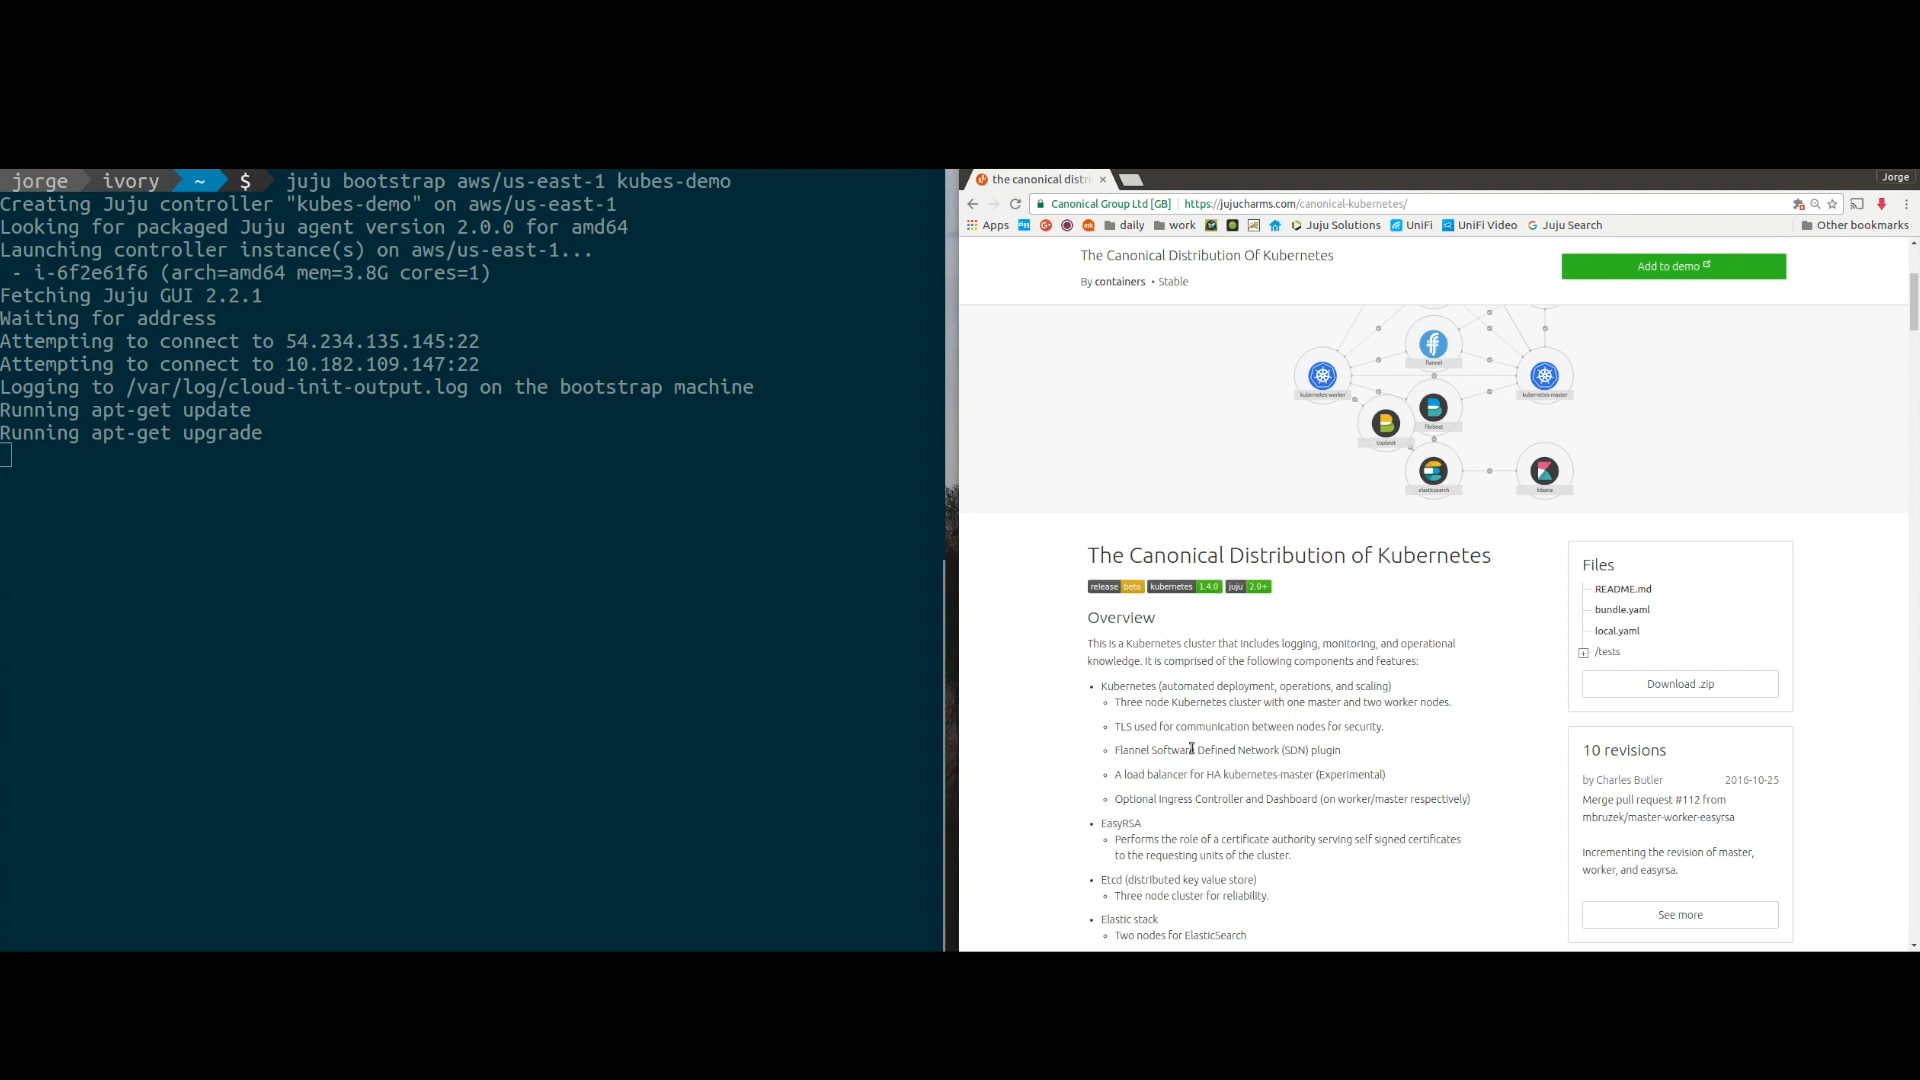 jorge ivory ~ $ juju bootstrap aws/us-east-1 kubes-demo
Creating Juju controller "kubes-demo" on aws/us-east-1
Looking for packaged Juju agent version 2.0.0 for amd64
Launching controller instance(s) on aws/us-east-1...
- i-6f2e61f6 (arch=amd64 mem=3.8G cores=1)
Fetching Juju GUI 2.2.1
Waiting for address
Attempting to connect to 54.234.135.145:22
Attempting to connect to 10.182.109.147:22
Logging to /var/log/cloud-init-output.log on the bootstrap machine
Running apt-get update
Running apt-get upgrade
the canonical distri
Jorge
Canonical Group Ltd [GB] https://jujucharms.com/canonical-kubernetes/
Apps daily work Juju Solutions UniFi UniFi Video Juju Search Other bookmarks
The Canonical Distribution Of Kubernetes
By containers • Stable
Add to demo
flannel
kubernetes-worker
kubernetes-master
filebeat
topbeat
elasticsearch
kibana
The Canonical Distribution of Kubernetes
release beta kubernetes 1.4.0 juju 2.0+
Overview
This is a Kubernetes cluster that includes logging, monitoring, and operational
knowledge. It is comprised of the following components and features:
• Kubernetes (automated deployment, operations, and scaling)
◦ Three node Kubernetes cluster with one master and two worker nodes.
◦ TLS used for communication between nodes for security.
◦ Flannel Software Defined Network (SDN) plugin
◦ A load balancer for HA kubernetes-master (Experimental)
◦ Optional Ingress Controller and Dashboard (on worker/master respectively)
• EasyRSA
◦ Performs the role of a certificate authority serving self signed certificates
to the requesting units of the cluster.
• Etcd (distributed key value store)
◦ Three node cluster for reliability.
• Elastic stack
◦ Two nodes for ElasticSearch
Files
README.md
bundle.yaml
local.yaml
/tests
Download .zip
10 revisions
by Charles Butler 2016-10-25
Merge pull request #112 from
mbruzek/master-worker-easyrsa
Incrementing the revision of master,
worker, and easyrsa.
See more